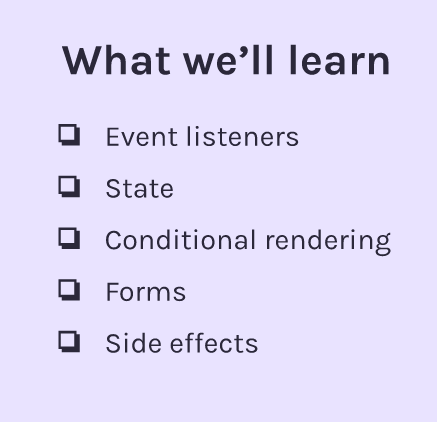 What we’ll learn
❏ Event listeners
❏ State
❏ Conditional rendering
❏ Forms
❏ Side effects